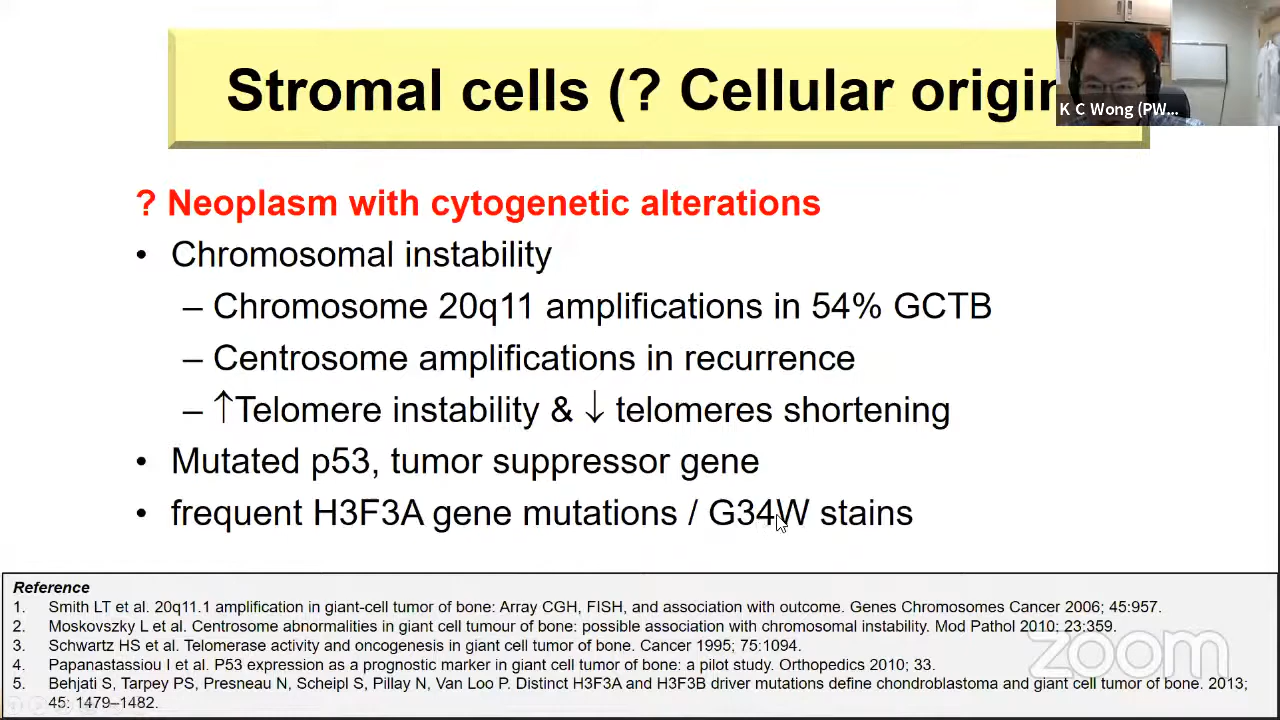 Stromal cells (? Cellular origin
K C Wong (PW...
? Neoplasm with cytogenetic alterations
• Chromosomal instability
– Chromosome 20q11 amplifications in 54% GCTB
– Centrosome amplifications in recurrence
– ↑Telomere instability & ↓ telomeres shortening
• Mutated p53, tumor suppressor gene
• frequent H3F3A gene mutations / G34W stains
Reference
1. Smith LT et al. 20q11.1 amplification in giant-cell tumor of bone: Array CGH, FISH, and association with outcome. Genes Chromosomes Cancer 2006; 45:957.
2. Moskovszky L et al. Centrosome abnormalities in giant cell tumour of bone: possible association with chromosomal instability. Mod Pathol 2010; 23:359.
3. Schwartz HS et al. Telomerase activity and oncogenesis in giant cell tumor of bone. Cancer 1995; 75:1094.
4. Papanastassiou I et al. P53 expression as a prognostic marker in giant cell tumor of bone: a pilot study. Orthopedics 2010; 33.
5. Behjati S, Tarpey PS, Presneau N, Scheipl S, Pillay N, Van Loo P. Distinct H3F3A and H3F3B driver mutations define chondroblastoma and giant cell tumor of bone. 2013;
45: 1479–1482.
zoom